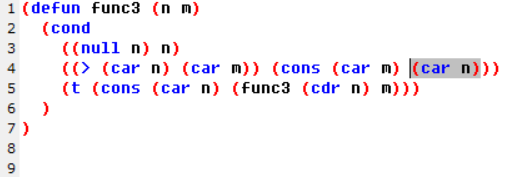 1 (defun func3 (n m)
2   (cond
3     ((null n) n)
4     ((> (car n) (car m)) (cons (car m) (car n)))
5     (t (cons (car n) (func3 (cdr n) m)))
6   )
7 )
8
9